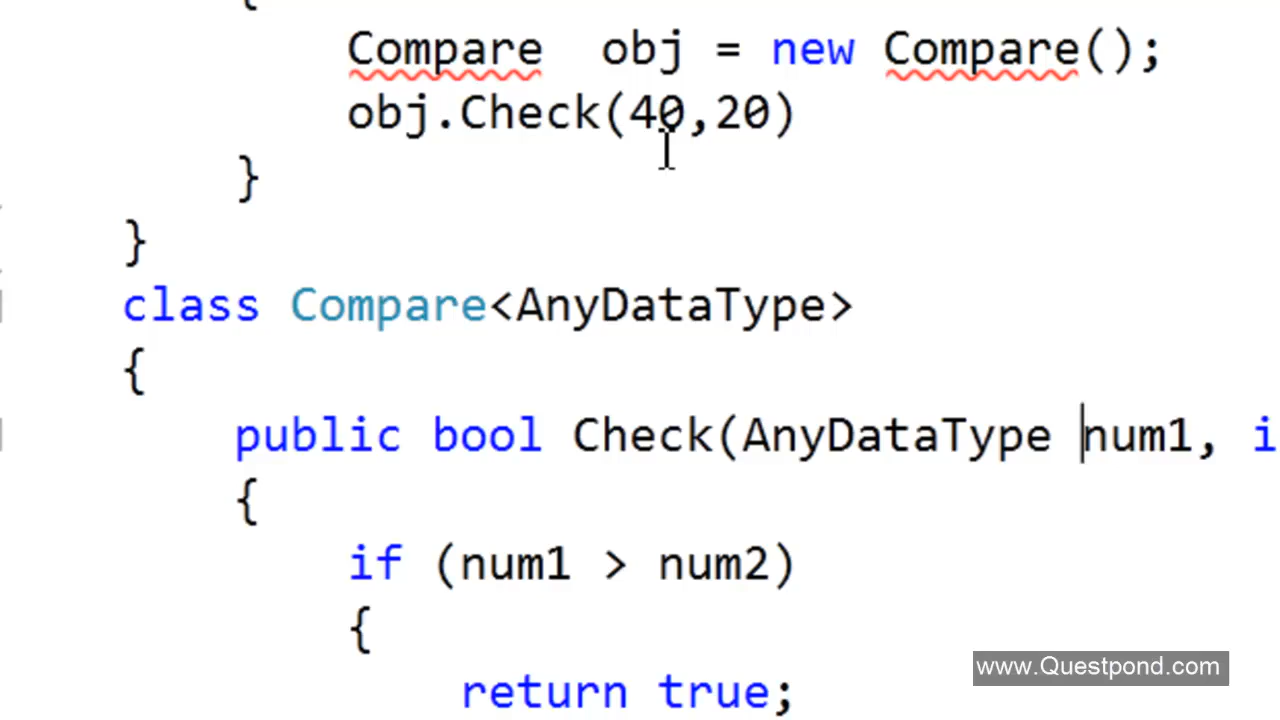 {
Compare  obj = new Compare();
obj.Check(40,20)
}
}
class Compare<AnyDataType>
{
public bool Check(AnyDataType num1, i
{
if (num1 > num2)
{
return true;
www.Questpond.com